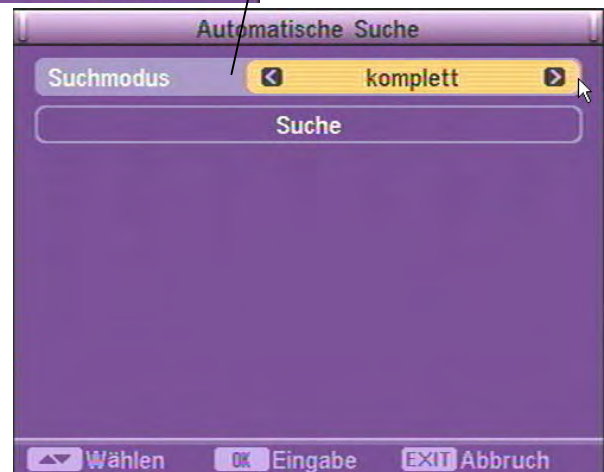 Automatische Suche
Suchmodus komplett
Suche
Wählen OK Eingabe EXIT Abbruch